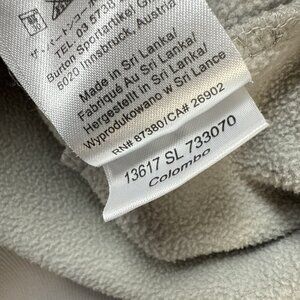 TEL 03-5738
Burton Sportartikel GmbH
6020 Innsbruck, Austria
Made in Sri Lanka/
Fabriqué Au Sri Lanka/
Hergestellt in Sri Lanka/
Wyprodukowano w Sri Lance
RN# 87380/CA# 26902
13617 SL 733070
Colombo